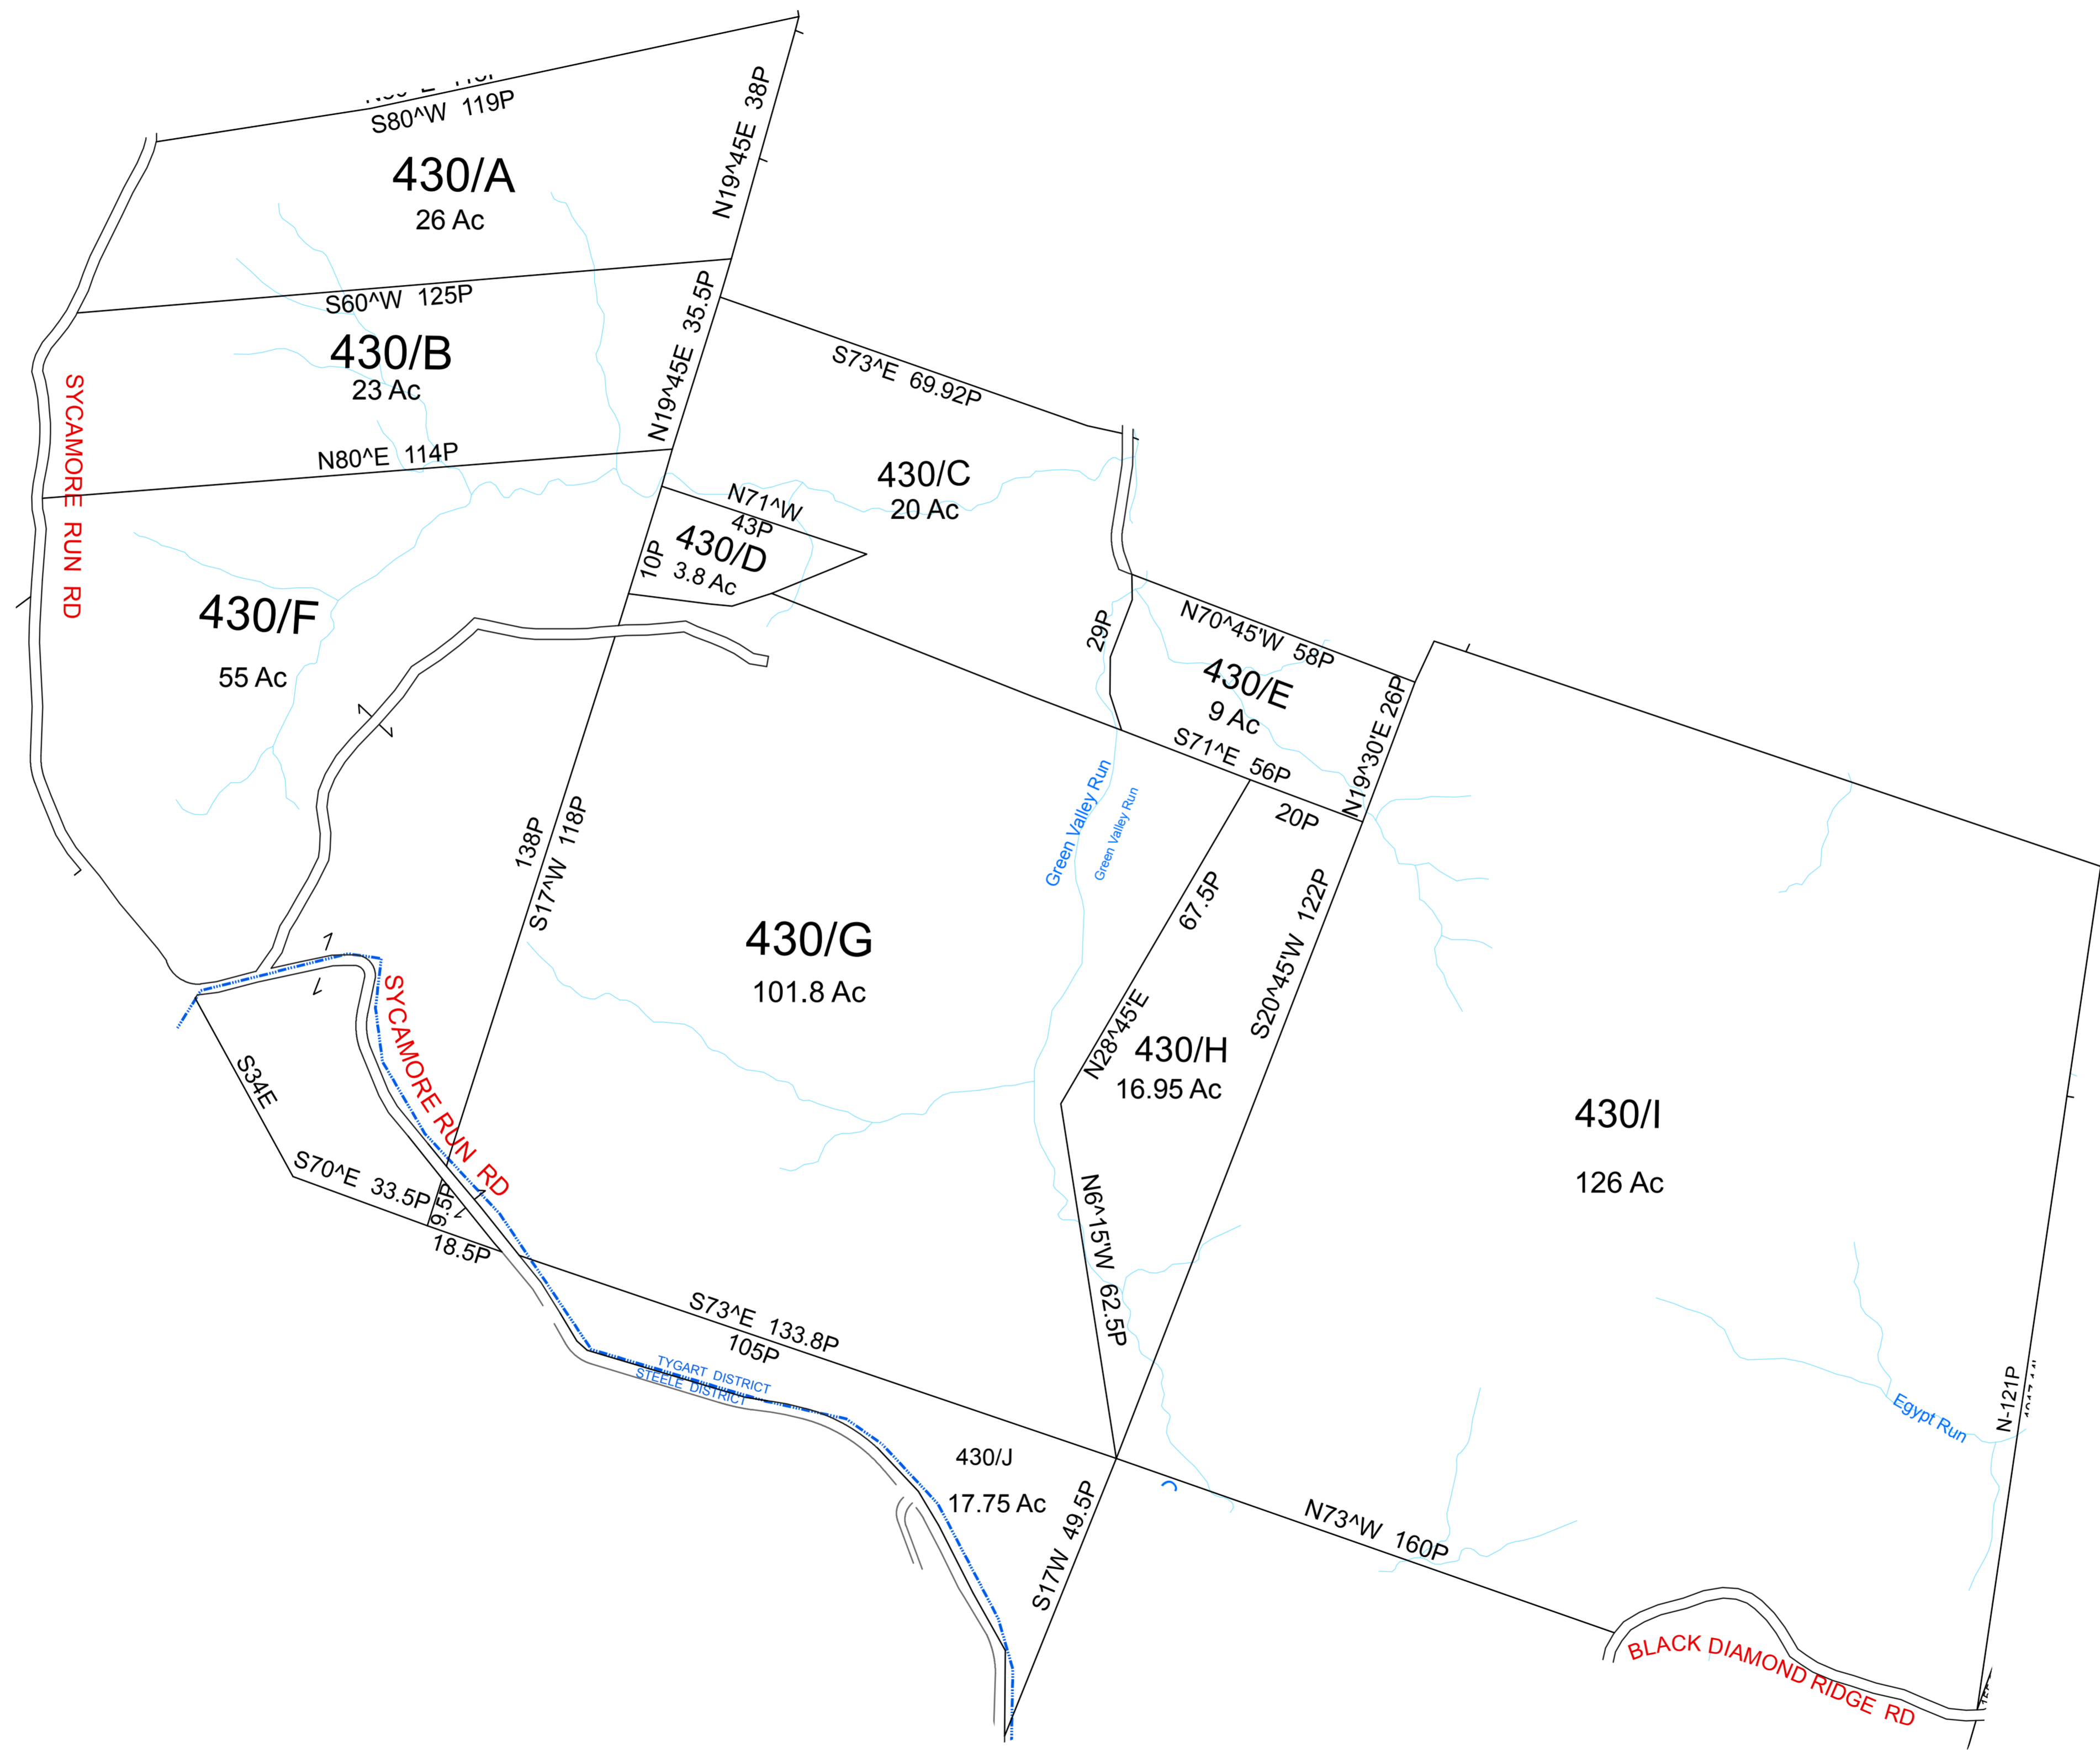 S80^W 119P
430/A
26 Ac
N19^45E 38P
S60^W 125P
430/B
23 Ac
N19^45E 35.5P
N80^E 114P
SYCAMORE RUN RD
S73^E 69.92P
430/C
20 Ac
N71^W
43P
430/D
3.8 Ac
10P
430/F
55 Ac
29P
N70^45'W 58P
430/E
9 Ac
S71^E 56P
N19^30'E 26P
20P
Green Valley Run
Green Valley Run
138P
S17^W 118P
67.5P
N28^45'E
S20^45'W 122P
430/G
101.8 Ac
430/H
16.95 Ac
430/I
126 Ac
SYCAMORE RUN RD
S34E
S70^E 33.5P
9.5P
18.5P
N6^15'W 62.5P
S73^E 133.8P
105P
TYGART DISTRICT
STEELE DISTRICT
430/J
17.75 Ac
S17W 49.5P
N73^W 160P
N-121P
Egypt Run
BLACK DIAMOND RIDGE RD